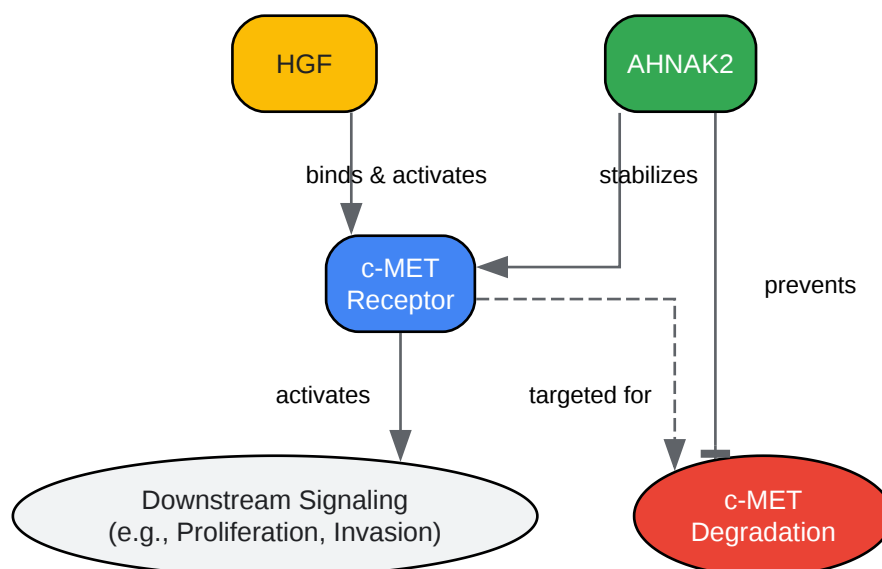 HGF
AHNAK2
binds & activates
stabilizes
c-MET
Receptor
prevents
activates
targeted for
Downstream Signaling
(e.g., Proliferation, Invasion)
c-MET
Degradation